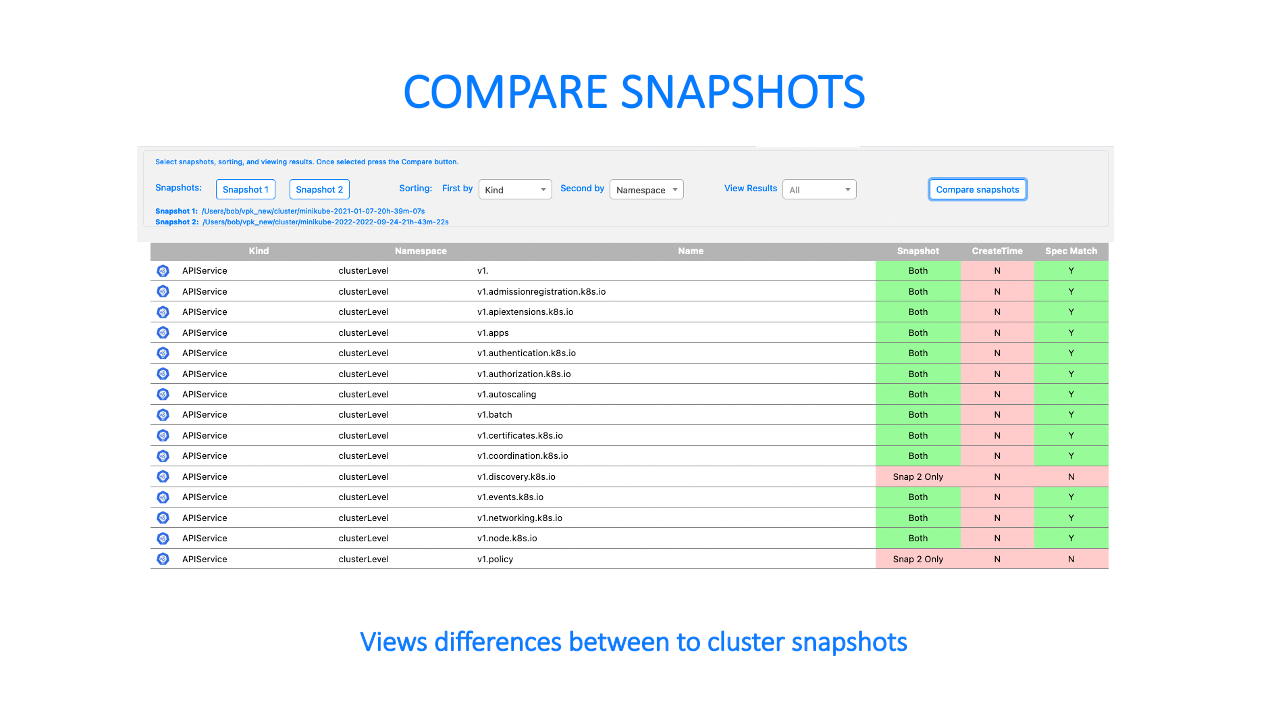 COMPARE SNAPSHOTS
Select snapshots, sorting, and viewing results. Once selected press the Compare button.
Snapshots: Snapshot 1 Snapshot 2 Sorting: First by Kind Second by Namespace View Results All Compare snapshots
Snapshot 1: /Users/bob/vpk_new/cluster/minikube-2021-01-07-20h-39m-07s
Snapshot 2: /Users/bob/vpk_new/cluster/minikube-2022-2022-09-24-21h-43m-22s
Kind Namespace Name Snapshot CreateTime Spec Match
APIService clusterLevel v1. Both N Y
APIService clusterLevel v1.admissionregistration.k8s.io Both N Y
APIService clusterLevel v1.apiextensions.k8s.io Both N Y
APIService clusterLevel v1.apps Both N Y
APIService clusterLevel v1.authentication.k8s.io Both N Y
APIService clusterLevel v1.authorization.k8s.io Both N Y
APIService clusterLevel v1.autoscaling Both N Y
APIService clusterLevel v1.batch Both N Y
APIService clusterLevel v1.certificates.k8s.io Both N Y
APIService clusterLevel v1.coordination.k8s.io Both N Y
APIService clusterLevel v1.discovery.k8s.io Snap 2 Only N N
APIService clusterLevel v1.events.k8s.io Both N Y
APIService clusterLevel v1.networking.k8s.io Both N Y
APIService clusterLevel v1.node.k8s.io Both N Y
APIService clusterLevel v1.policy Snap 2 Only N N
Views differences between to cluster snapshots